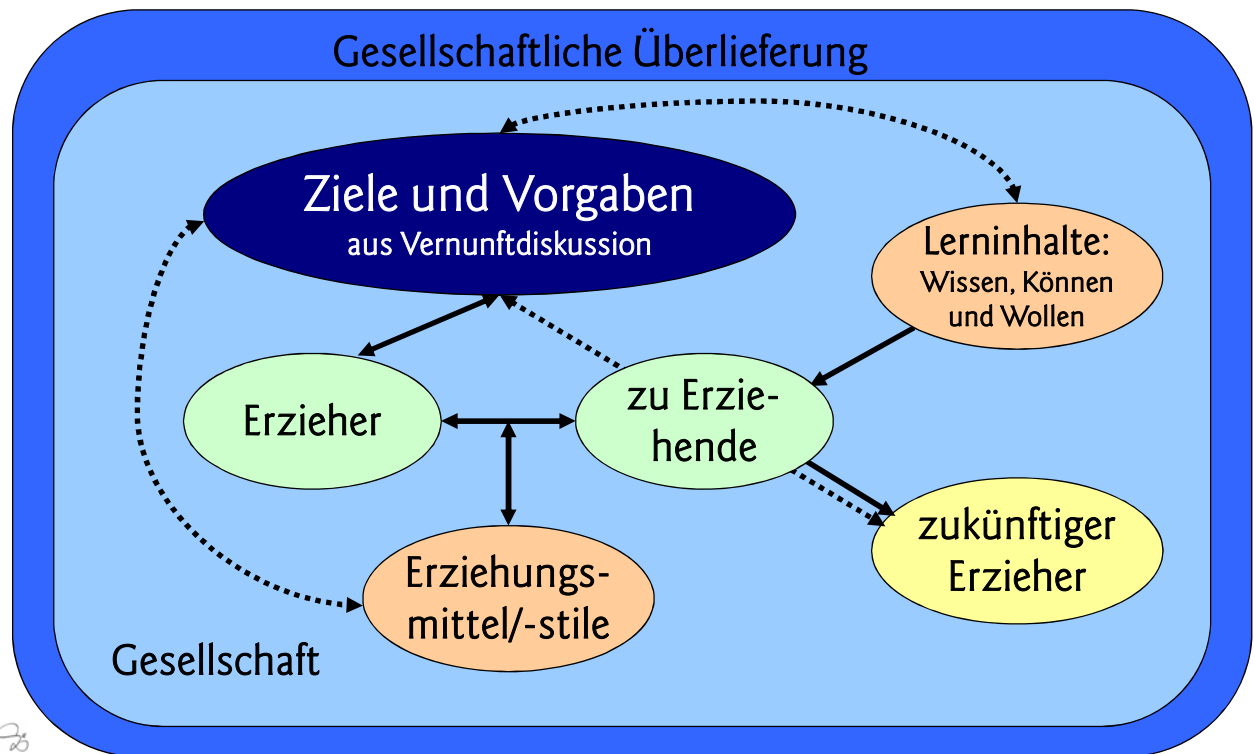 Gesellschaftliche Überlieferung
Ziele und Vorgaben
aus Vernunftdiskussion
Lerninhalte:
Wissen, Können
und Wollen
Erzieher
zu Erzie-
hende
zukünftiger
Erzieher
Erziehungs-
mittel/-stile
Gesellschaft